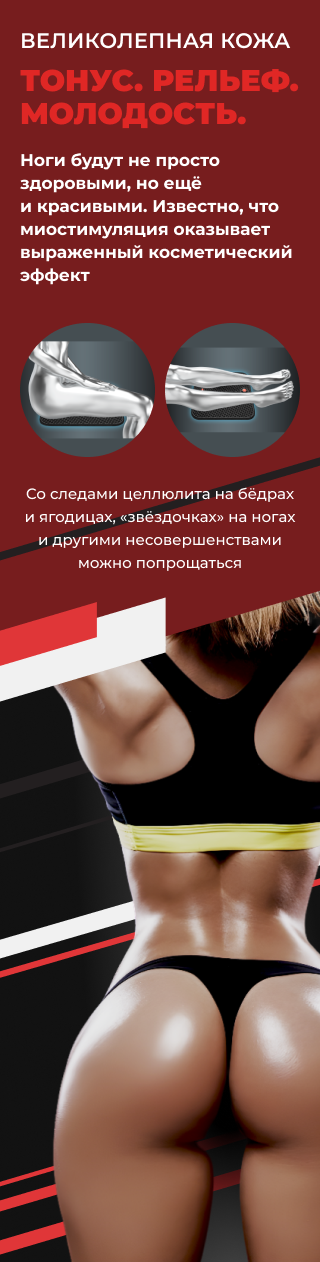 ВЕЛИКОЛЕПНАЯ КОЖА
ТОНУС. РЕЛЬЕФ.
МОЛОДОСТЬ.
Ноги будут не просто
здоровыми, но ещё
и красивыми. Известно, что
миостимуляция оказывает
выраженный косметический
эффект
Со следами целлюлита на бёдрах
и ягодицах, «звёздочках» на ногах
и другими несовершенствами
можно попрощаться